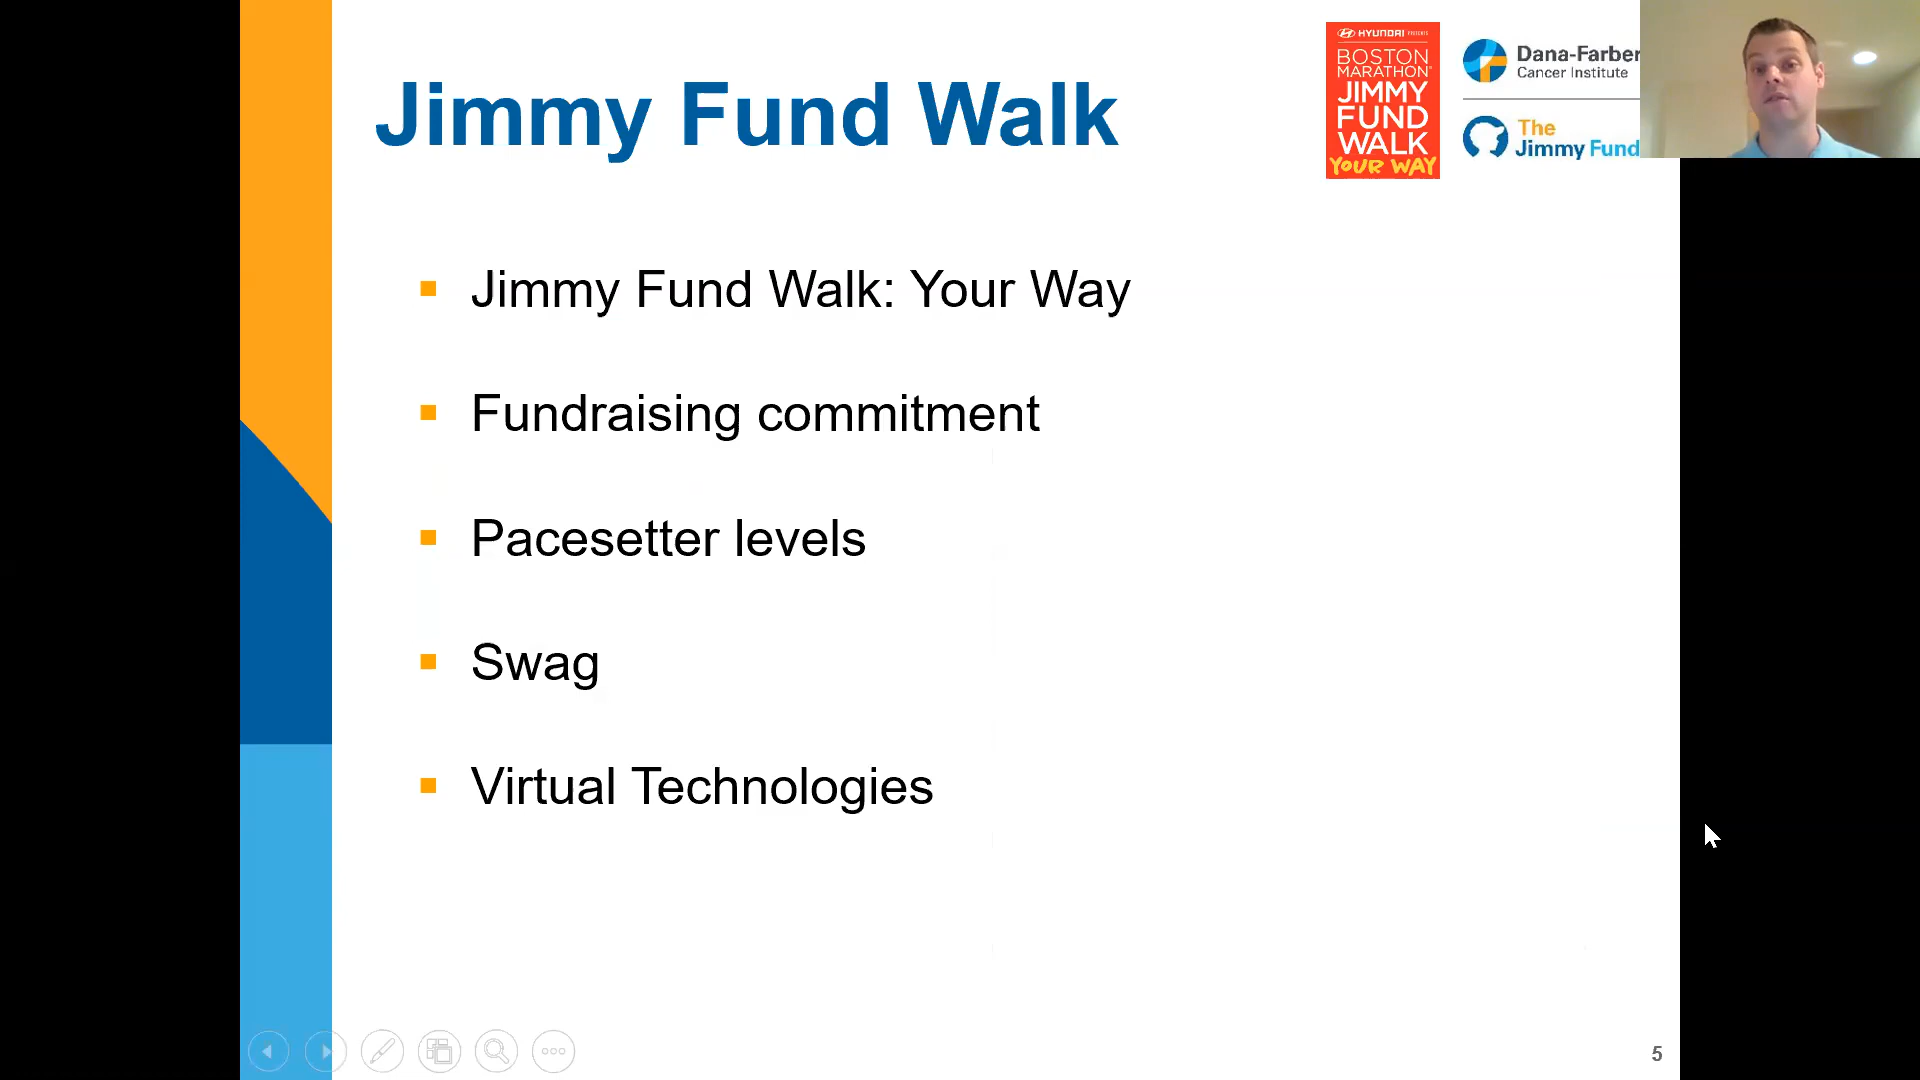 Jimmy Fund Walk
HYUNDAI PRESENTS
BOSTON
MARATHON®
JIMMY
FUND
WALK
YOUR WAY
Dana-Farber
Cancer Institute
The
Jimmy Fund
Jimmy Fund Walk: Your Way
Fundraising commitment
Pacesetter levels
Swag
Virtual Technologies
5